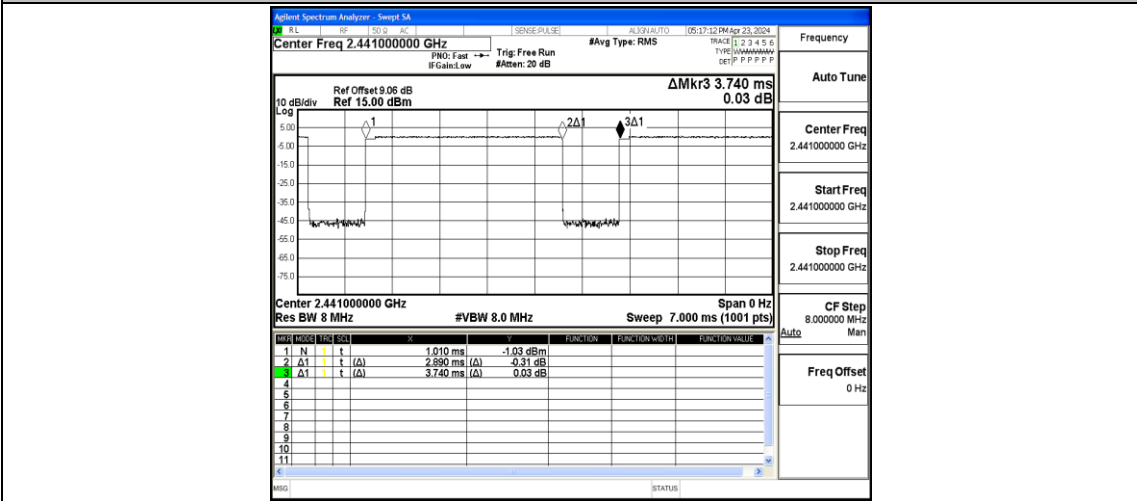 Agilent Spectrum Analyzer - Swept SA
RL RF 50 Ω AC SENSE:PULSE ALIGN AUTO 05:17:12 PM Apr 23, 2024
Center Freq 2.441000000 GHz
PNO: Fast
IFGain:Low
Trig: Free Run
#Atten: 20 dB
#Avg Type: RMS
TRACE 1 2 3 4 5 6
TYPE
DET P P P P P P
Frequency
ΔMkr3 3.740 ms
0.03 dB
Ref Offset 9.06 dB
10 dB/div Ref 15.00 dBm
Log
5.00
-5.00
-15.0
-25.0
-35.0
-45.0
-55.0
-65.0
-75.0
1
2Δ1
3Δ1
Center 2.441000000 GHz Span 0 Hz
Res BW 8 MHz #VBW 8.0 MHz Sweep 7.000 ms (1001 pts)
MKR MODE TRC SCL X Y FUNCTION FUNCTION WIDTH FUNCTION VALUE
1 N 1 t 1.010 ms -1.03 dBm
2 Δ1 1 t (Δ) 2.890 ms (Δ) -0.31 dB
3 Δ1 1 t (Δ) 3.740 ms (Δ) 0.03 dB
4
5
6
7
8
9
10
11
MSG STATUS
Auto Tune
Center Freq
2.441000000 GHz
Start Freq
2.441000000 GHz
Stop Freq
2.441000000 GHz
CF Step
8.000000 MHz
Auto Man
Freq Offset
0 Hz